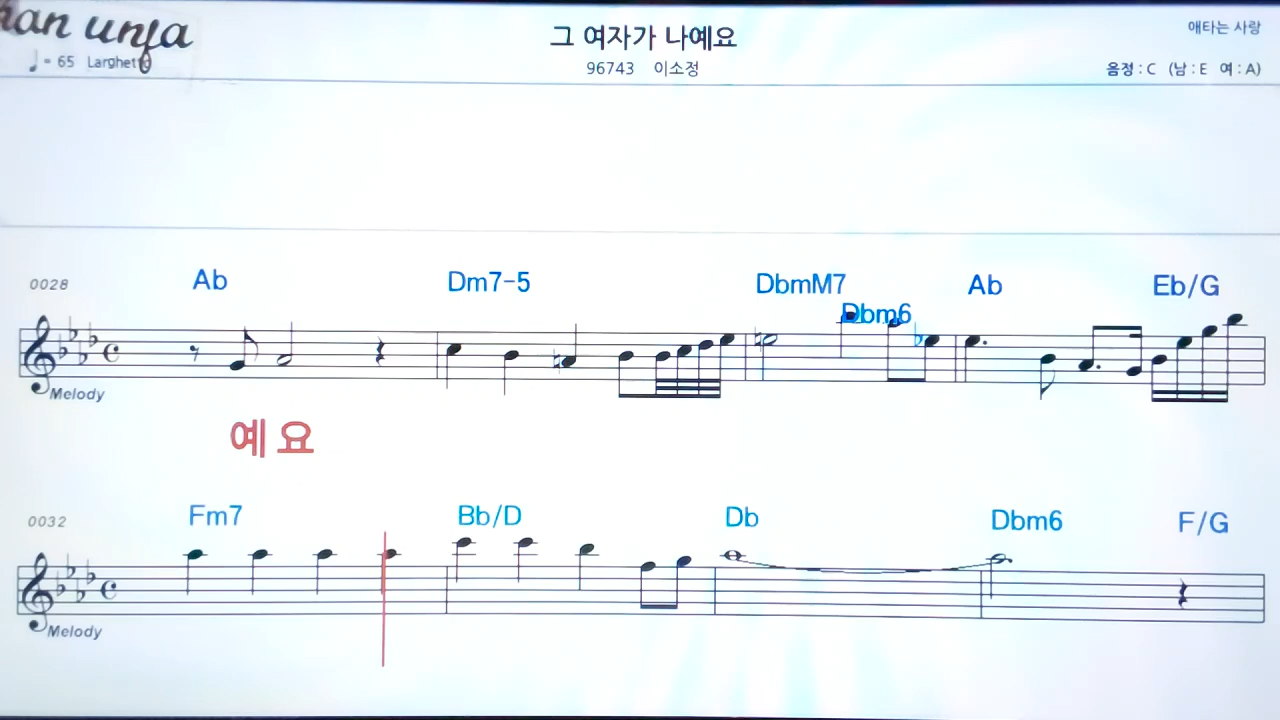 han unfa
그 여자가 나예요
애타는 사랑
♩= 65 Larghetto
96743 이소정
음정 : C (남 : E 여 : A)
0028 Ab Dm7-5 DbmM7 Dbm6 Ab Eb/G
Melody
예 요
0032 Fm7 Bb/D Db Dbm6 F/G
Melody